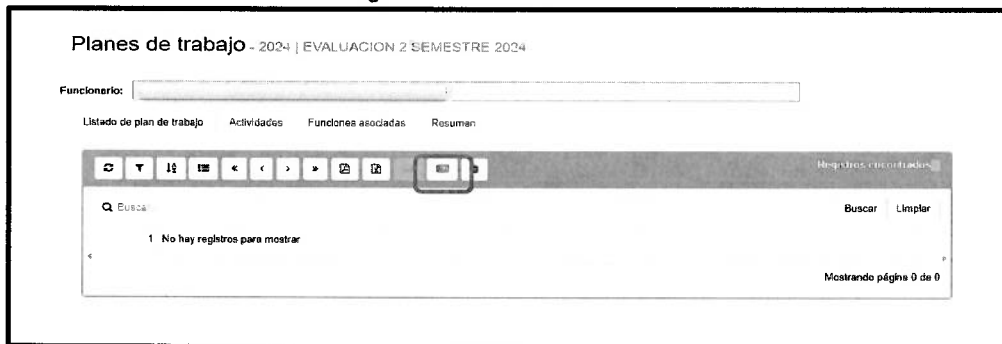 Planes de trabajo - 2024 | EVALUACION 2 SEMESTRE 2024
Funcionario:
Listado de plan de trabajo Actividades Funciones asociadas Resumen
Registros encontrados
Buscar Buscar Limpiar
1 No hay registros para mostrar
Mostrando página 0 de 0